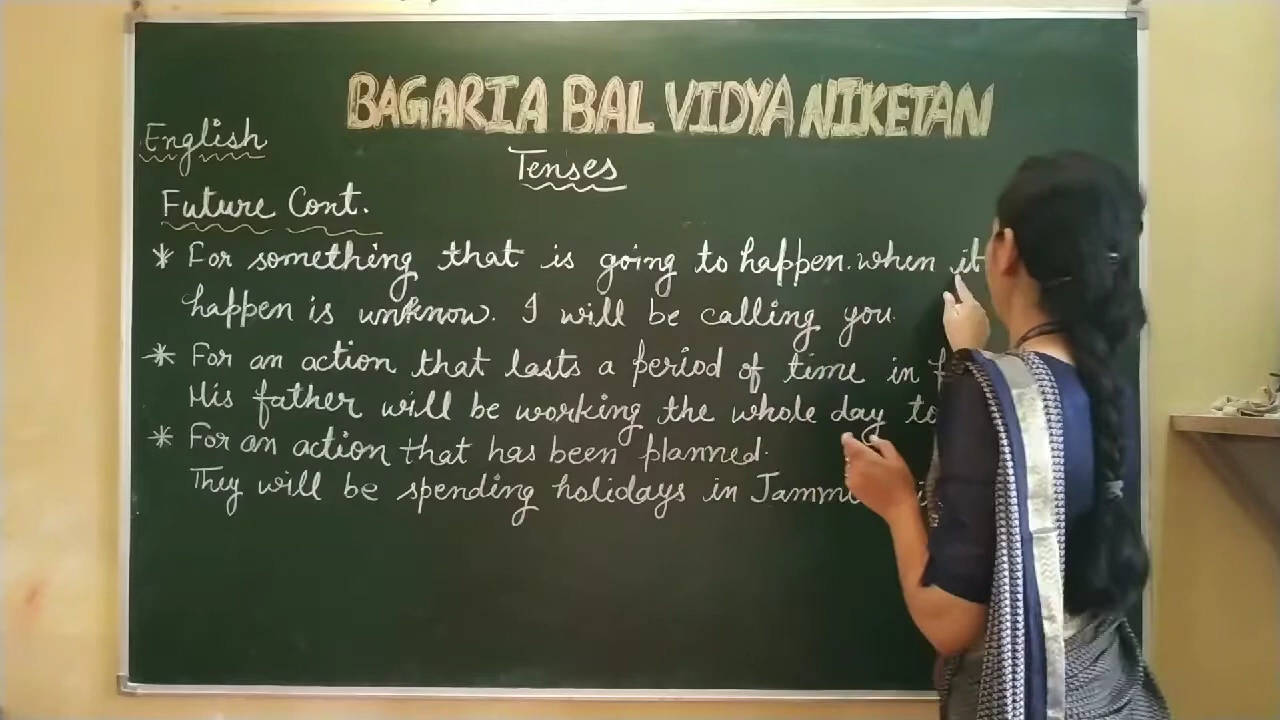 BAGARIA BAL VIDYA NIKETAN
English
Tenses
Future Cont.
* For something that is going to happen. when it
happen is unknow. I will be calling you.
* For an action that lasts a period of time in
His father will be working the whole day
* For an action that has been planned.
They will be spending holidays in